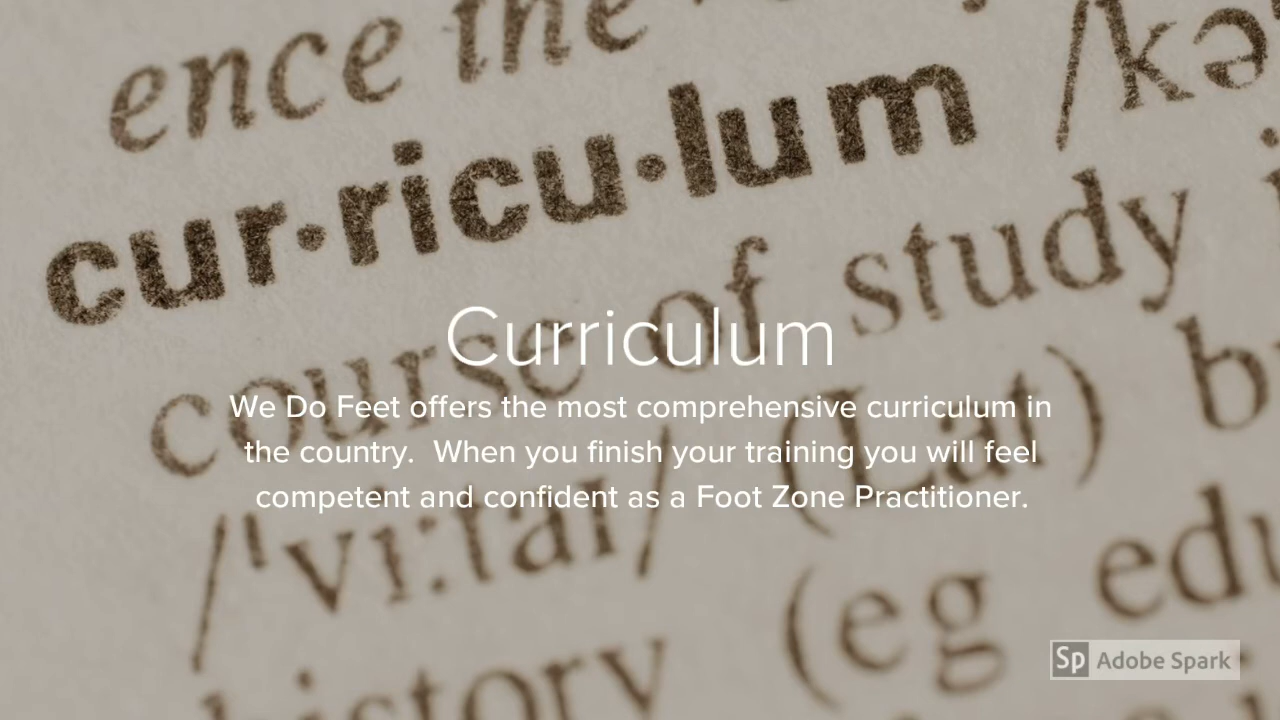 ence the
cur·ricu·lum /kə
course of study
Curriculum
We Do Feet offers the most comprehensive curriculum in
the country.  When you finish your training you will feel
competent and confident as a Foot Zone Practitioner.
(Lat)
(eg edu
history
Sp Adobe Spark